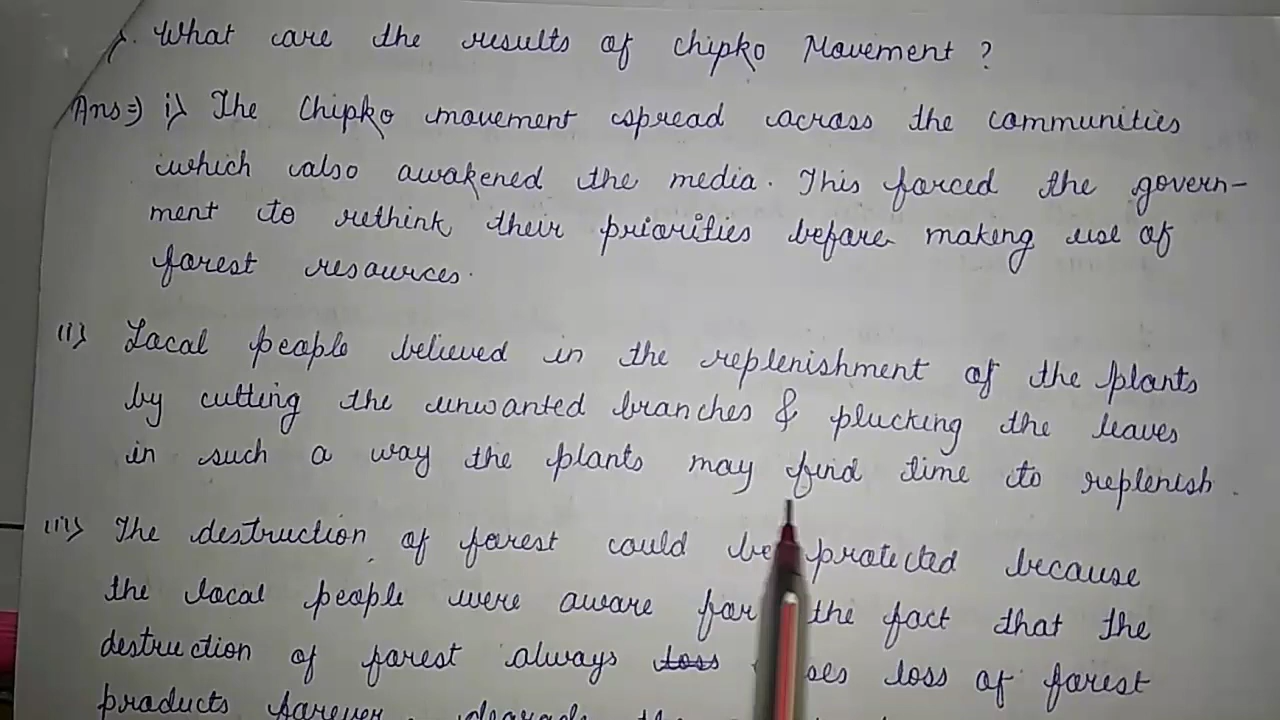 What are the results of Chipko Movement ?
Ans⇒ i) The Chipko movement spread across the communities
which also awakened the media. This forced the govern-
ment to rethink their priorities before making use of
forest resources.
(i) Local people believed in the replenishment of the plants
by cutting the unwanted branches & plucking the leaves
in such a way the plants may find time to replenish.
(iii) The destruction of forest could be protected because
the local people were aware for the fact that the
destruction of forest always loss of forest
products forever